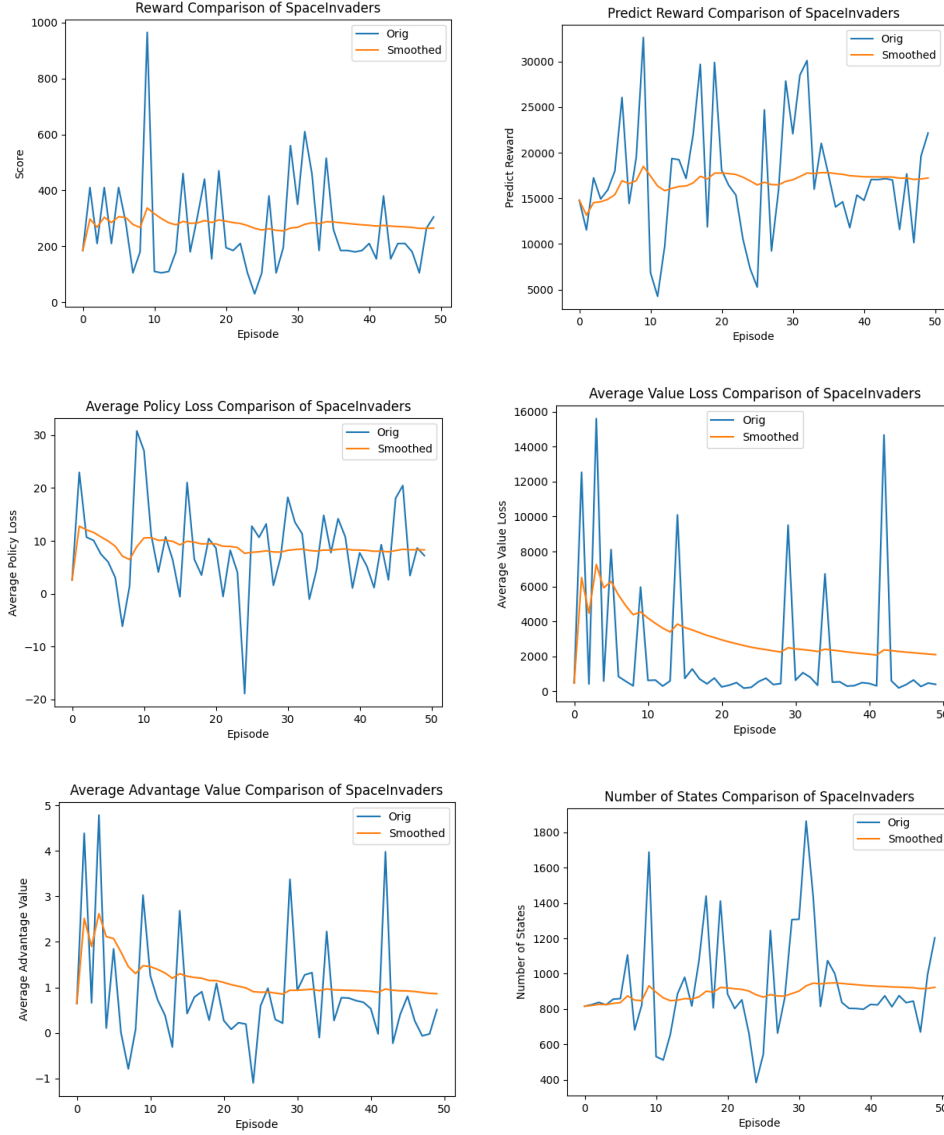 Reward Comparison of SpaceInvaders
1000
800
600
400
200
0
Score
0 10 20 30 40 50
Episode
Orig
Smoothed
Predict Reward Comparison of SpaceInvaders
30000
25000
20000
15000
10000
5000
Predict Reward
0 10 20 30 40 50
Episode
Orig
Smoothed
Average Policy Loss Comparison of SpaceInvaders
30
20
10
0
−10
−20
Average Policy Loss
0 10 20 30 40 50
Episode
Orig
Smoothed
Average Value Loss Comparison of SpaceInvaders
16000
14000
12000
10000
8000
6000
4000
2000
0
Average Value Loss
0 10 20 30 40 50
Episode
Orig
Smoothed
Average Advantage Value Comparison of SpaceInvaders
5
4
3
2
1
0
−1
Average Advantage Value
0 10 20 30 40 50
Episode
Orig
Smoothed
Number of States Comparison of SpaceInvaders
1800
1600
1400
1200
1000
800
600
400
Number of States
0 10 20 30 40 50
Episode
Orig
Smoothed